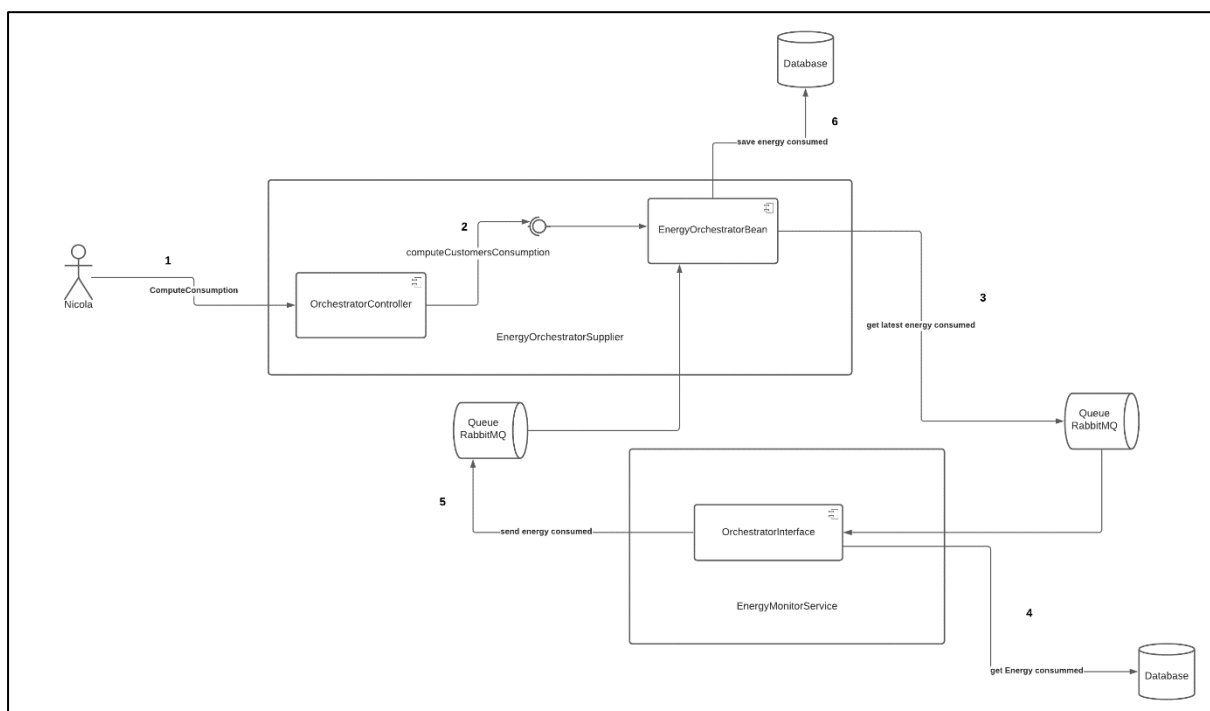 Database
6
save energy consumed
2
EnergyOrchestratorBean
computeCustomersConsumption
1
ComputeConsumption
Nicola
OrchestratorController
3
EnergyOrchestratorSupplier
get latest energy consumed
Queue
RabbitMQ
Queue
RabbitMQ
5
send energy consumed
OrchestratorInterface
EnergyMonitorService
4
get Energy consummed
Database